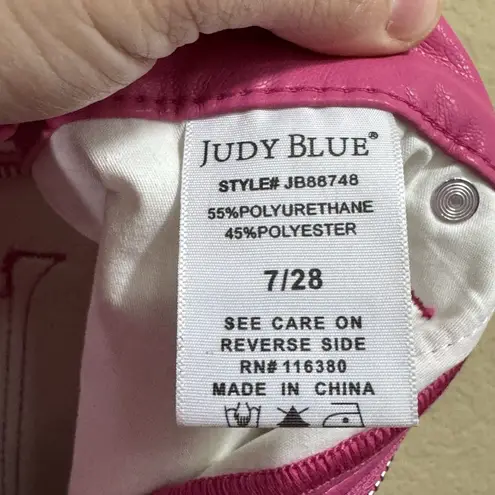 JUDY BLUE®
STYLE# JB88748
55%POLYURETHANE
45%POLYESTER
7/28
SEE CARE ON
REVERSE SIDE
RN# 116380
MADE IN CHINA